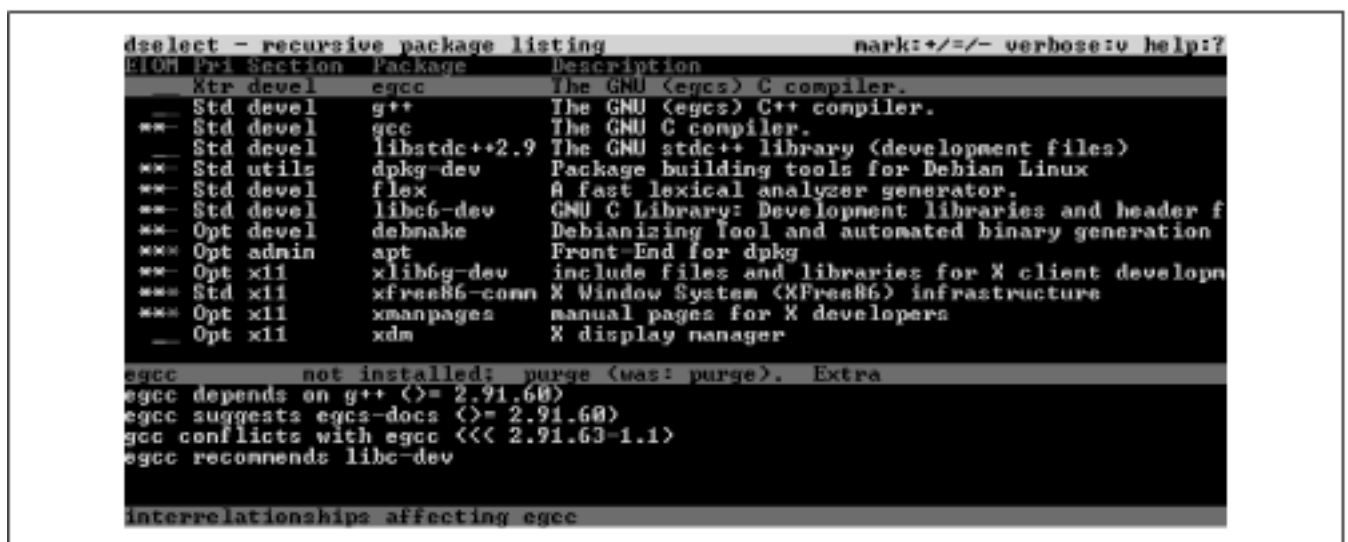 dselect - recursive package listing mark:+/=/- verbose:v help:?
EIOM Pri Section Package Description
__ Xtr devel egcc The GNU (egcs) C compiler.
__ Std devel g++ The GNU (egcs) C++ compiler.
**- Std devel gcc The GNU C compiler.
__ Std devel libstdc++2.9 The GNU stdc++ library (development files)
**- Std utils dpkg-dev Package building tools for Debian Linux
**- Std devel flex A fast lexical analyzer generator.
**- Std devel libc6-dev GNU C Library: Development libraries and header f
**- Opt devel debmake Debianizing Tool and automated binary generation
*** Opt admin apt Front-End for dpkg
**- Opt x11 xlib6g-dev include files and libraries for X client developm
*** Std x11 xfree86-comm X Window System (XFree86) infrastructure
*** Opt x11 xmanpages manual pages for X developers
__ Opt x11 xdm X display manager
egcc not installed; purge (was: purge). Extra
egcc depends on g++ (>= 2.91.60)
egcc suggests egcs-docs (>= 2.91.60)
gcc conflicts with egcc (<< 2.91.63-1.1)
egcc recommends libc-dev
interrelationships affecting egcc